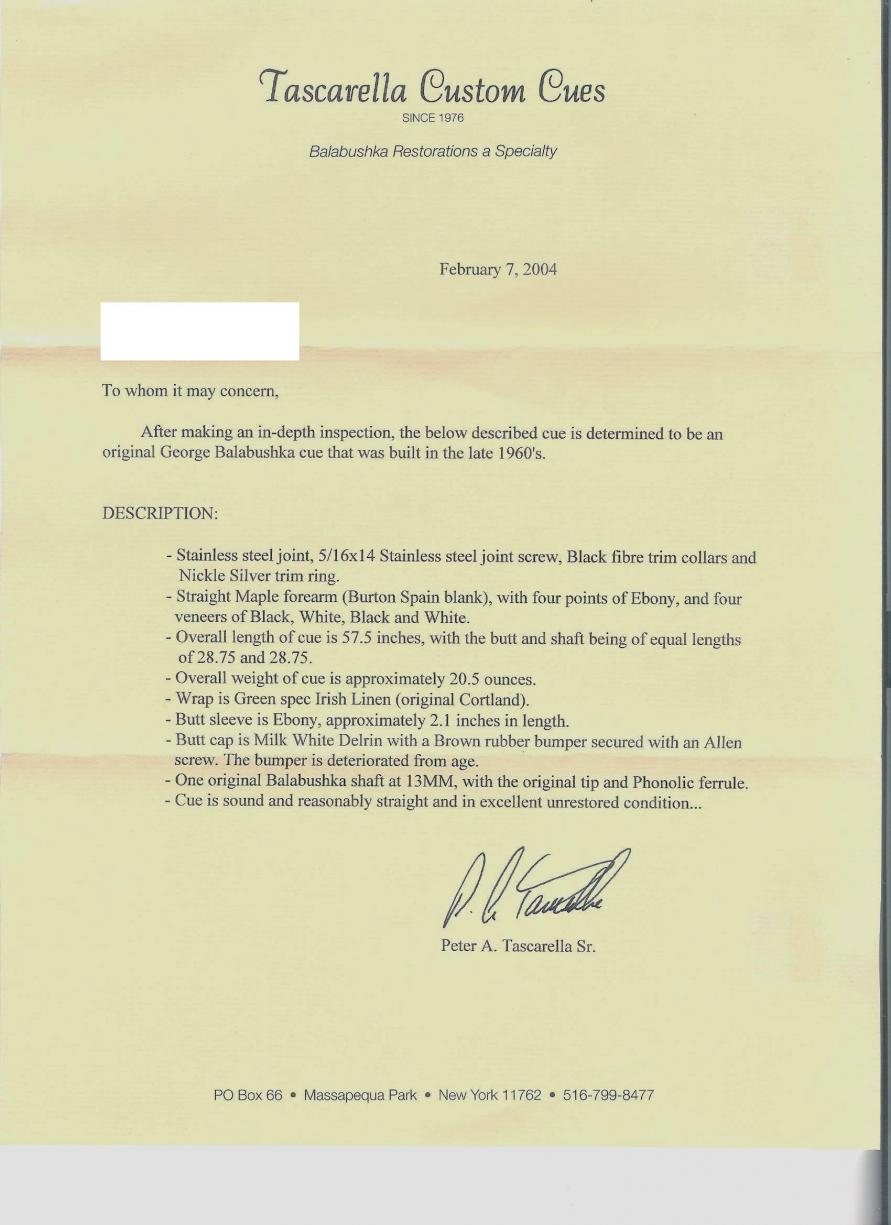 Tascarella Custom Cues
SINCE 1976
Balabushka Restorations a Specialty
February 7, 2004
To whom it may concern,
After making an in-depth inspection, the below described cue is determined to be an
original George Balabushka cue that was built in the late 1960's.
DESCRIPTION:
- Stainless steel joint, 5/16x14 Stainless steel joint screw, Black fibre trim collars and
Nickle Silver trim ring.
- Straight Maple forearm (Burton Spain blank), with four points of Ebony, and four
veneers of Black, White, Black and White.
- Overall length of cue is 57.5 inches, with the butt and shaft being of equal lengths
of 28.75 and 28.75.
- Overall weight of cue is approximately 20.5 ounces.
- Wrap is Green spec Irish Linen (original Cortland).
- Butt sleeve is Ebony, approximately 2.1 inches in length.
- Butt cap is Milk White Delrin with a Brown rubber bumper secured with an Allen
screw. The bumper is deteriorated from age.
- One original Balabushka shaft at 13MM, with the original tip and Phonolic ferrule.
- Cue is sound and reasonably straight and in excellent unrestored condition...
P. A. Tascarella
Peter A. Tascarella Sr.
PO Box 66 • Massapequa Park • New York 11762 • 516-799-8477